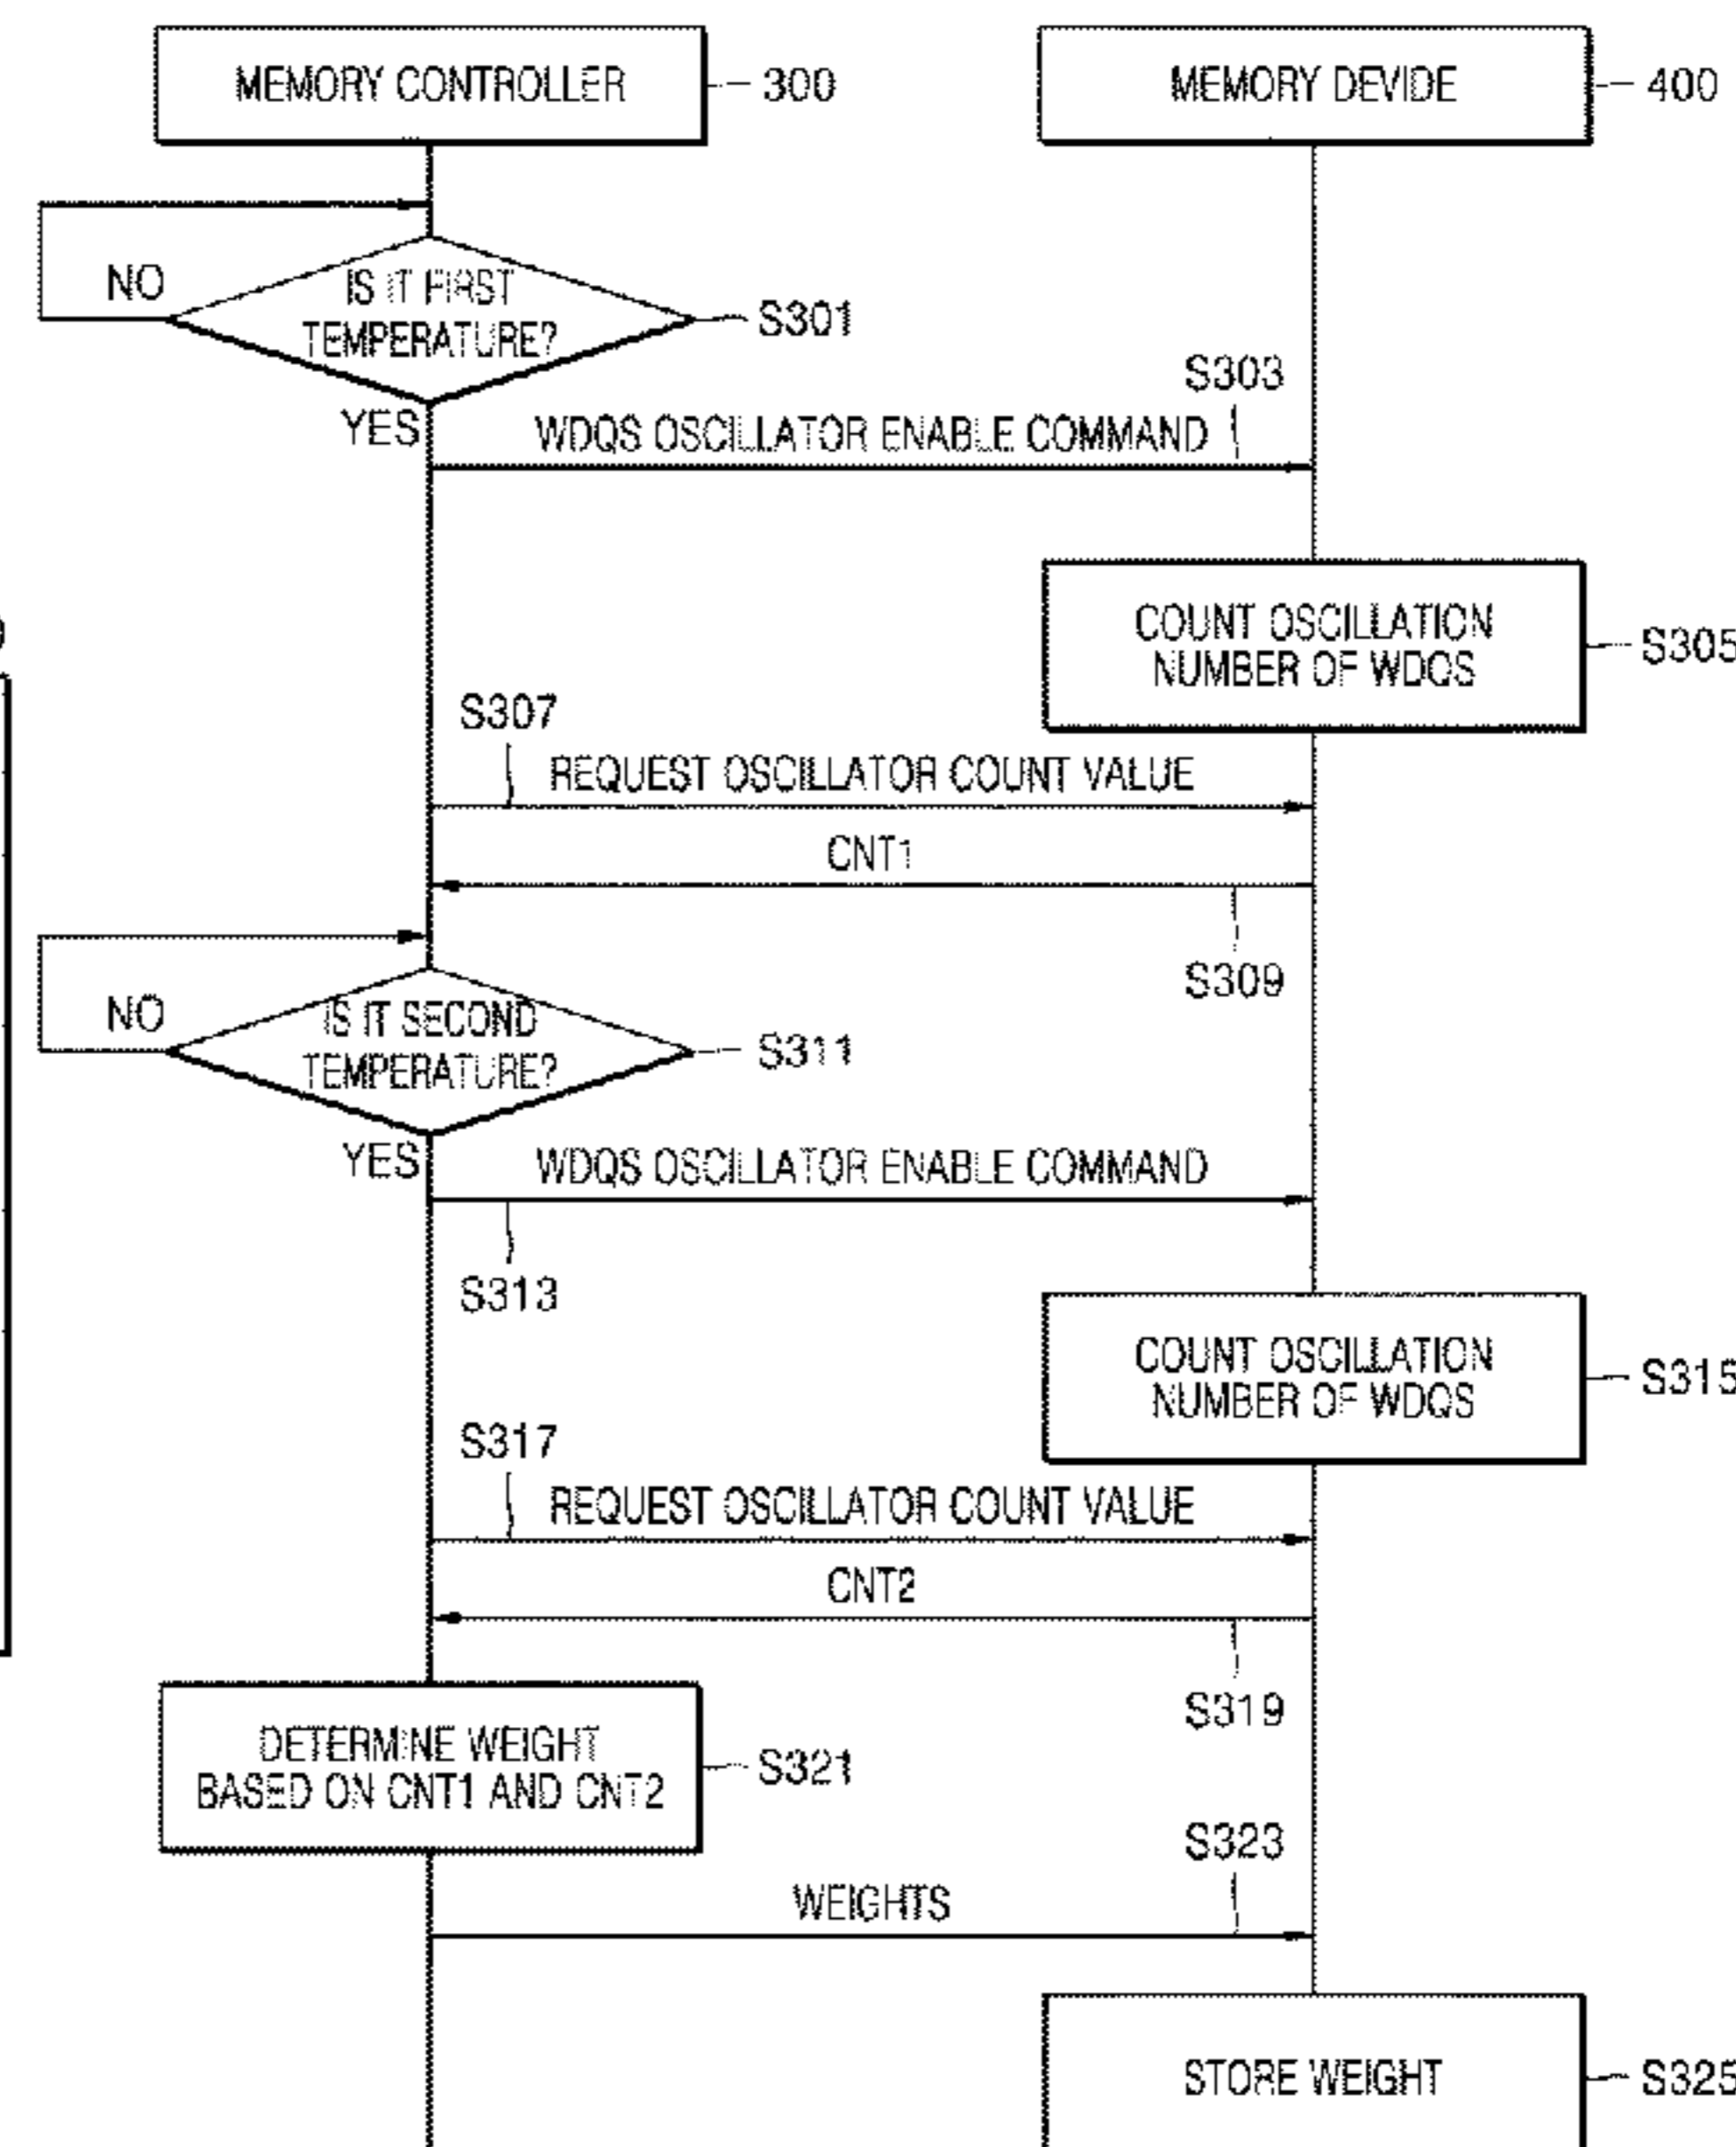 MEMORY CONTROLLER
300
MEMORY DEVIDE
400
IS IT FIRST
TEMPERATURE?
NO
S301
YES
S303
WDQS OSCILLATOR ENABLE COMMAND
COUNT OSCILLATION
NUMBER OF WDQS
S305
S307
REQUEST OSCILLATOR COUNT VALUE
CNT1
S309
IS IT SECOND
TEMPERATURE?
NO
S311
YES
WDQS OSCILLATOR ENABLE COMMAND
S313
COUNT OSCILLATION
NUMBER OF WDQS
S315
S317
REQUEST OSCILLATOR COUNT VALUE
CNT2
S319
DETERMINE WEIGHT
BASED ON CNT1 AND CNT2
S321
S323
WEIGHTS
STORE WEIGHT
S325